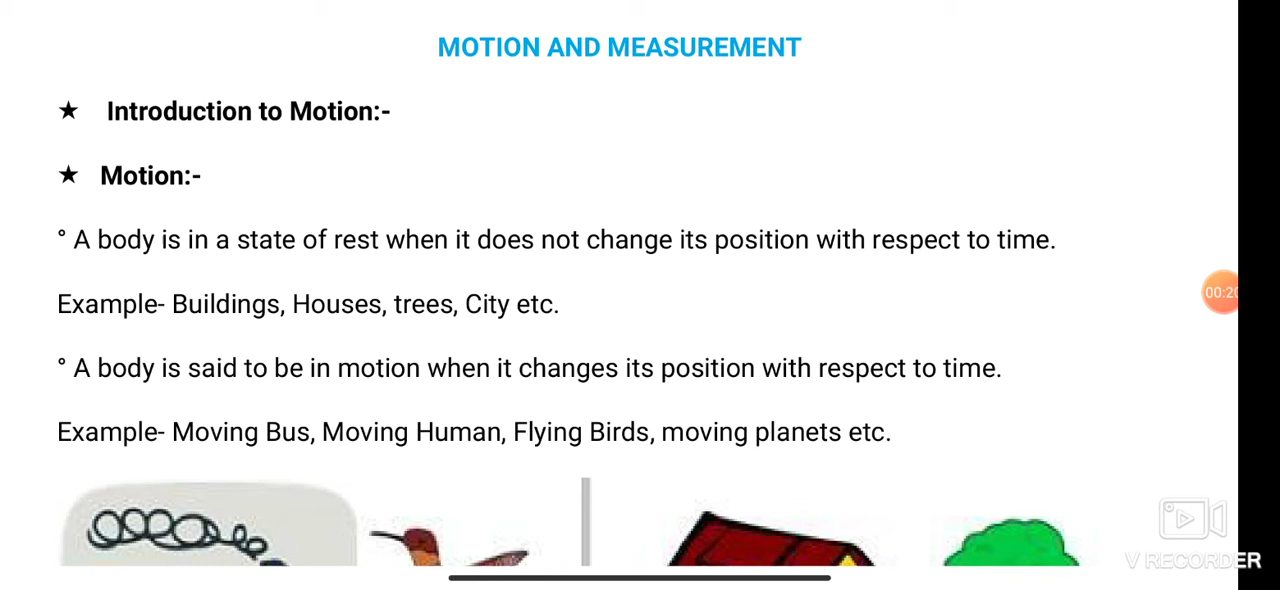 MOTION AND MEASUREMENT
★ Introduction to Motion:-
★ Motion:-
° A body is in a state of rest when it does not change its position with respect to time.
Example- Buildings, Houses, trees, City etc.
° A body is said to be in motion when it changes its position with respect to time.
Example- Moving Bus, Moving Human, Flying Birds, moving planets etc.
00:20
V RECORDER